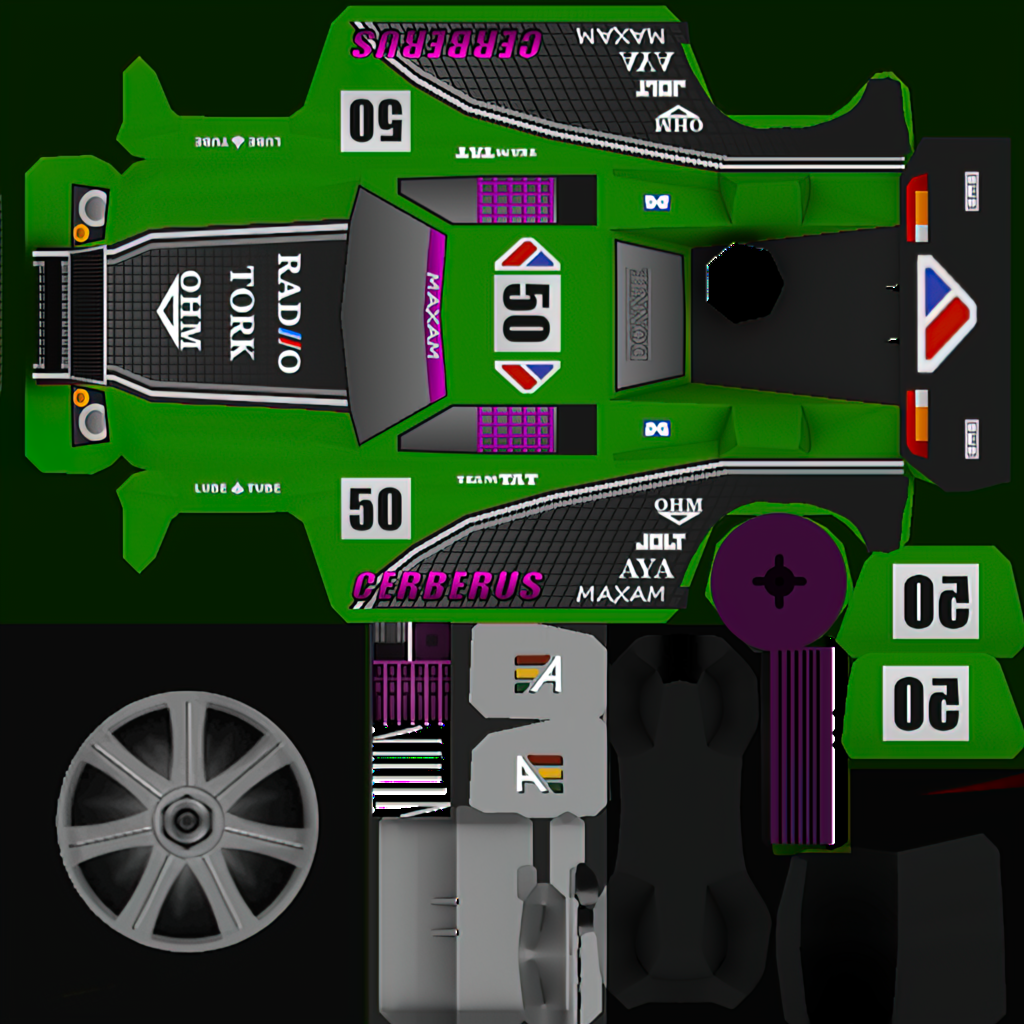 CERBERUS
MAXAM
AYA
JOLT
OHM
50
LUBE TUBE
TEAM TAT
RAD//O
TORK
OHM
MAXAM
50
DONNE
LUBE TUBE
TEAM TAT
50
OHM
JOLT
AYA
CERBERUS
MAXAM
50
50
A
A